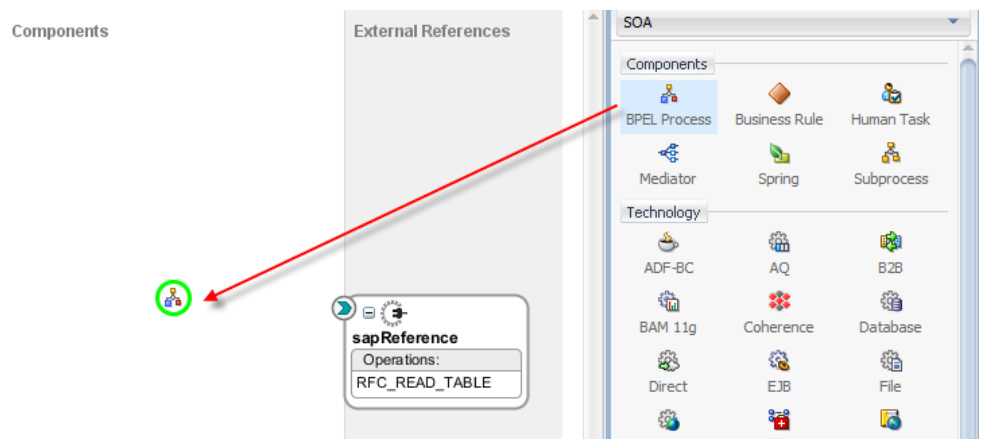 Components
External References
sapReference
Operations:
RFC_READ_TABLE
SOA
Components
BPEL Process
Business Rule
Human Task
Mediator
Spring
Subprocess
Technology
ADF-BC
AQ
B2B
BAM 11g
Coherence
Database
Direct
EJB
File